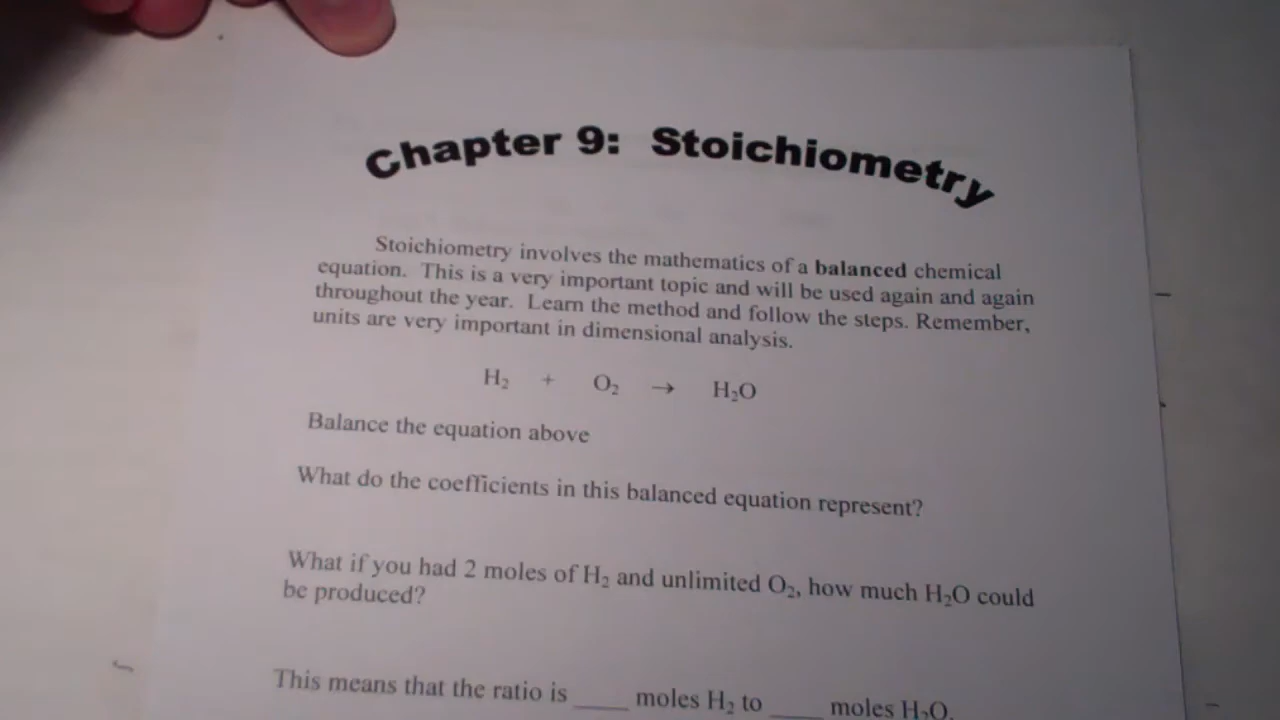 Chapter 9: Stoichiometry
Stoichiometry involves the mathematics of a balanced chemical
equation. This is a very important topic and will be used again and again
throughout the year. Learn the method and follow the steps. Remember,
units are very important in dimensional analysis.
H₂ + O₂ → H₂O
Balance the equation above
What do the coefficients in this balanced equation represent?
What if you had 2 moles of H₂ and unlimited O₂, how much H₂O could
be produced?
This means that the ratio is ____ moles H₂ to ____ moles H₂O.